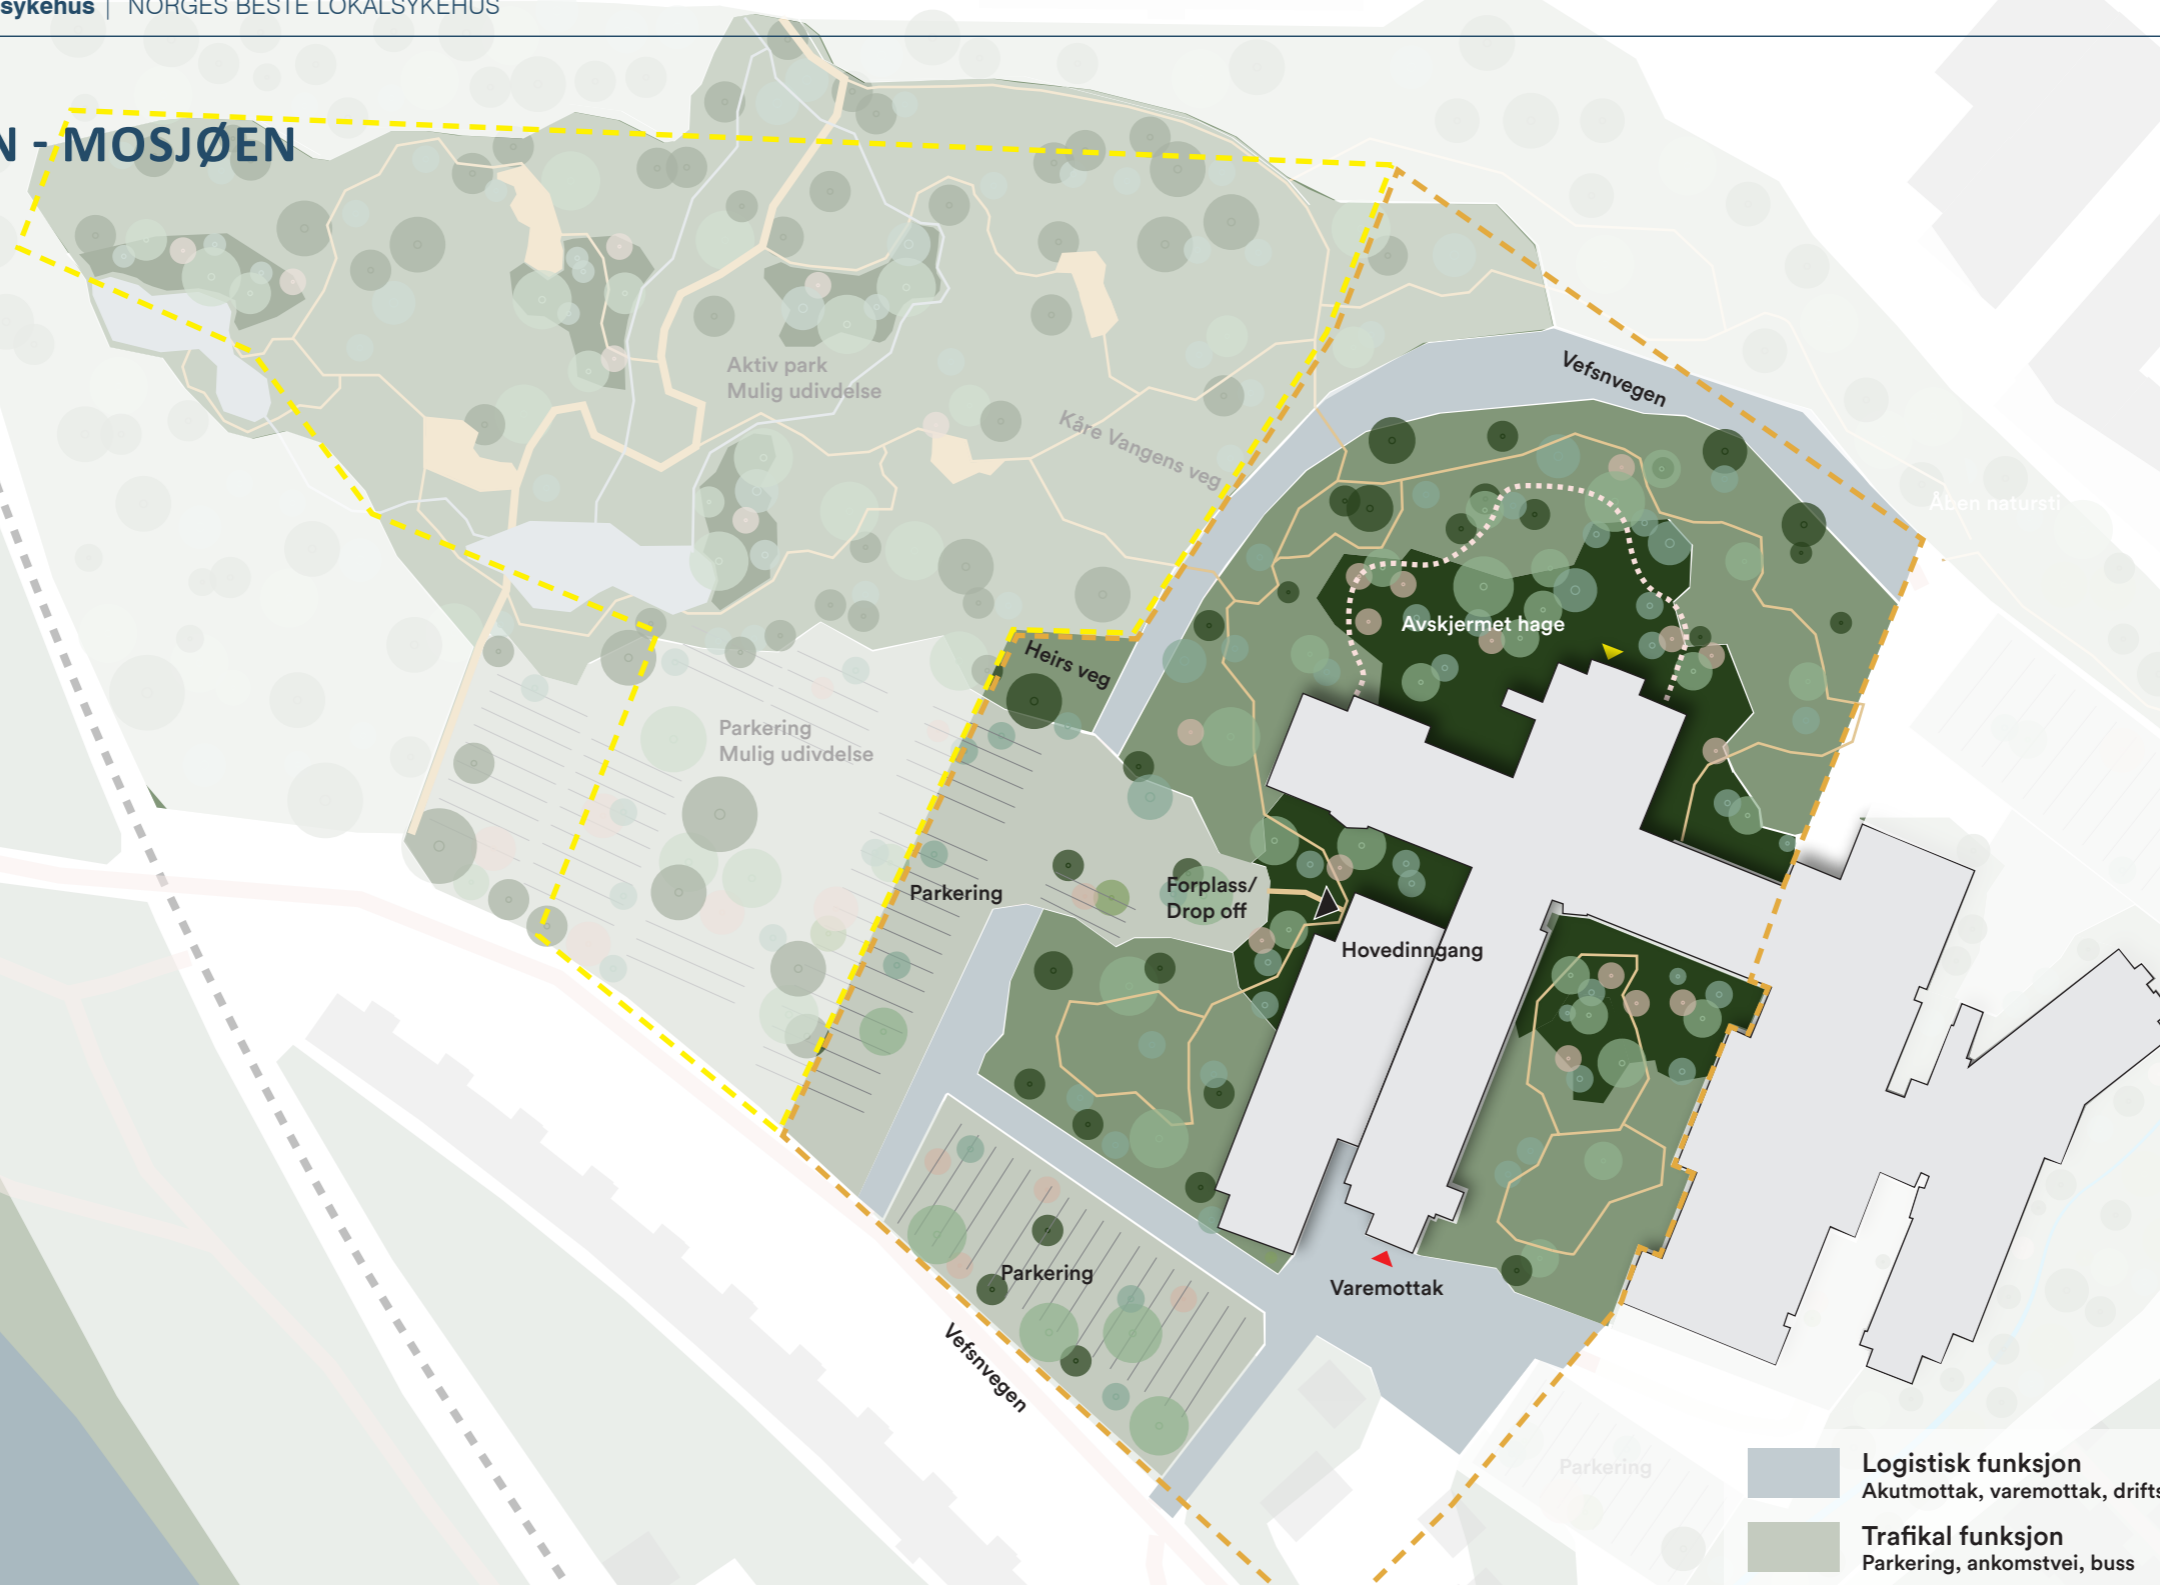 sykehus | NORGES BESTE LOKALSYKEHUS
N - MOSJØEN
Vefsnvegen
Aktiv park
Mulig udivdelse
Kåre Vangens veg
Åben natursti
Avskjermet hage
Heirs veg
Parkering
Mulig udivdelse
Parkering
Forplass/
Drop off
Hovedinngang
Parkering
Varemottak
Vefsnvegen
Parkering
Logistisk funksjon
Akutmottak, varemottak, drifts
Trafikal funksjon
Parkering, ankomstvei, buss